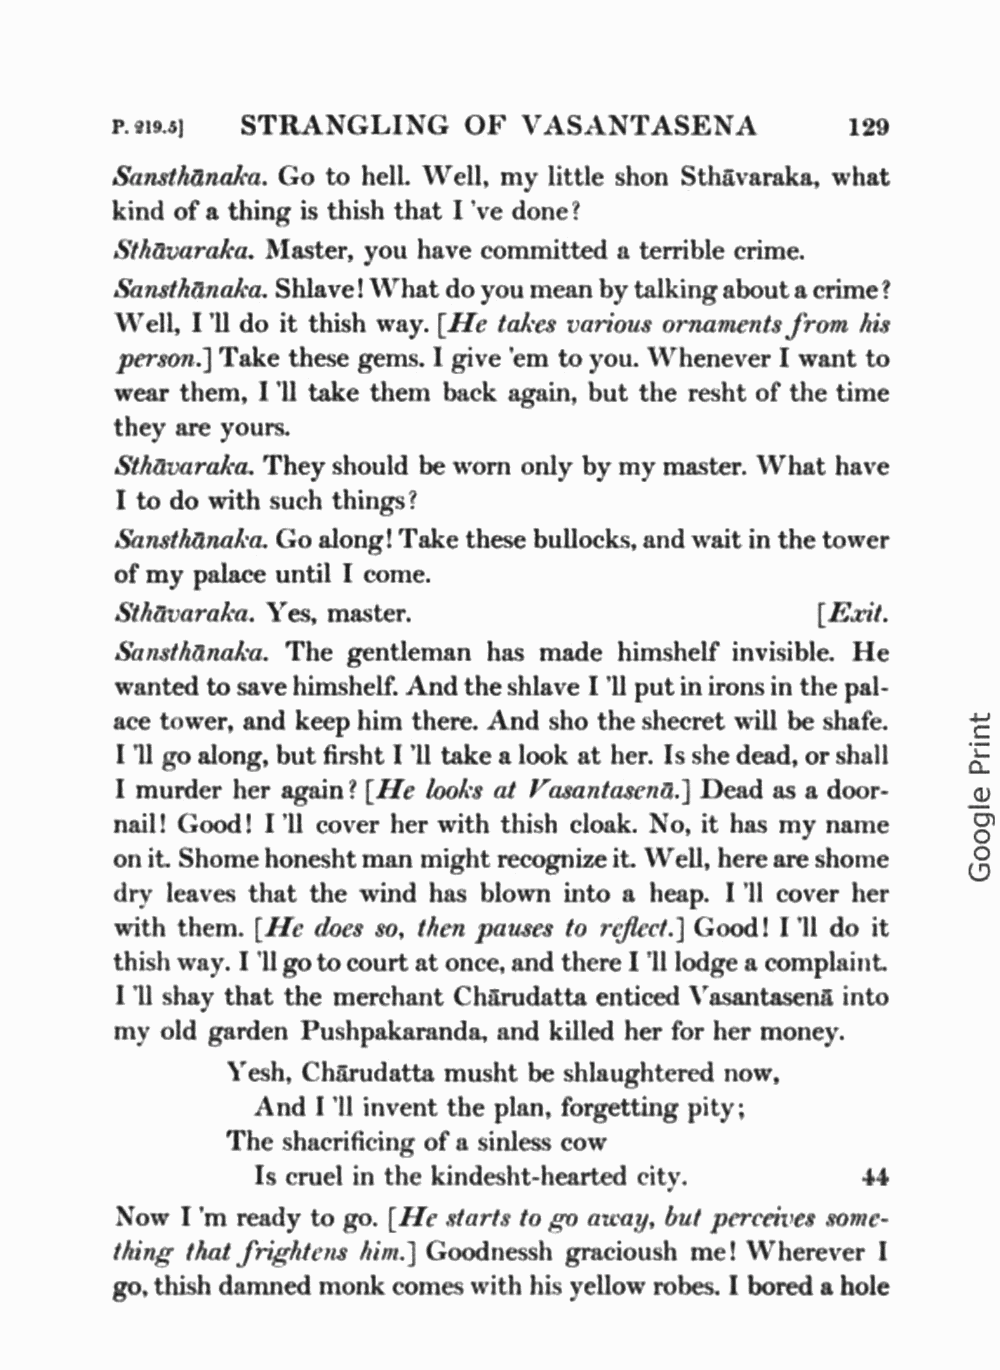 P. 219.5] STRANGLING OF VASANTASENA 129
Sansthānaka. Go to hell. Well, my little shon Sthāvaraka, what
kind of a thing is thish that I 've done?
Sthāvaraka. Master, you have committed a terrible crime.
Sansthānaka. Shlave! What do you mean by talking about a crime?
Well, I 'll do it thish way. [He takes various ornaments from his
person.] Take these gems. I give 'em to you. Whenever I want to
wear them, I 'll take them back again, but the resht of the time
they are yours.
Sthāvaraka. They should be worn only by my master. What have
I to do with such things?
Sansthānaka. Go along! Take these bullocks, and wait in the tower
of my palace until I come.
Sthāvaraka. Yes, master. [Exit.
Sansthānaka. The gentleman has made himshelf invisible. He
wanted to save himshelf. And the shlave I 'll put in irons in the pal-
ace tower, and keep him there. And sho the shecret will be shafe.
I 'll go along, but firsht I 'll take a look at her. Is she dead, or shall
I murder her again? [He looks at Vasantasenā.] Dead as a door-
nail! Good! I 'll cover her with thish cloak. No, it has my name
on it. Shome honesht man might recognize it. Well, here are shome
dry leaves that the wind has blown into a heap. I 'll cover her
with them. [He does so, then pauses to reflect.] Good! I 'll do it
thish way. I 'll go to court at once, and there I 'll lodge a complaint.
I 'll shay that the merchant Chārudatta enticed Vasantasenā into
my old garden Pushpakaranda, and killed her for her money.
Yesh, Chārudatta musht be shlaughtered now,
And I 'll invent the plan, forgetting pity;
The shacrificing of a sinless cow
Is cruel in the kindesht-hearted city. 44
Now I 'm ready to go. [He starts to go away, but perceives some-
thing that frightens him.] Goodnessh gracioush me! Wherever I
go, thish damned monk comes with his yellow robes. I bored a hole
Google Print